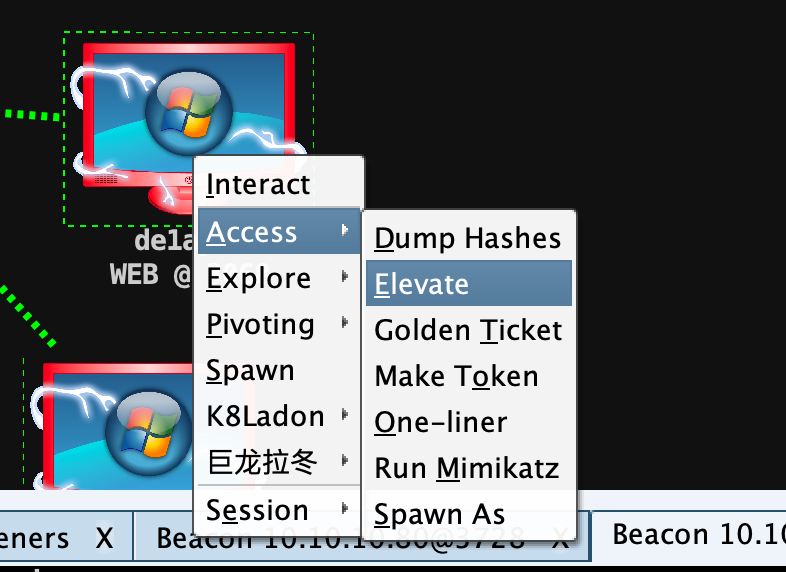 de1a
WEB @
Interact
Access
Explore
Pivoting
Spawn
K8Ladon
巨龙拉冬
Session
Dump Hashes
Elevate
Golden Ticket
Make Token
One-liner
Run Mimikatz
Spawn As
eners X
Beacon 10.10.10.80@3728 X
Beacon 10.10